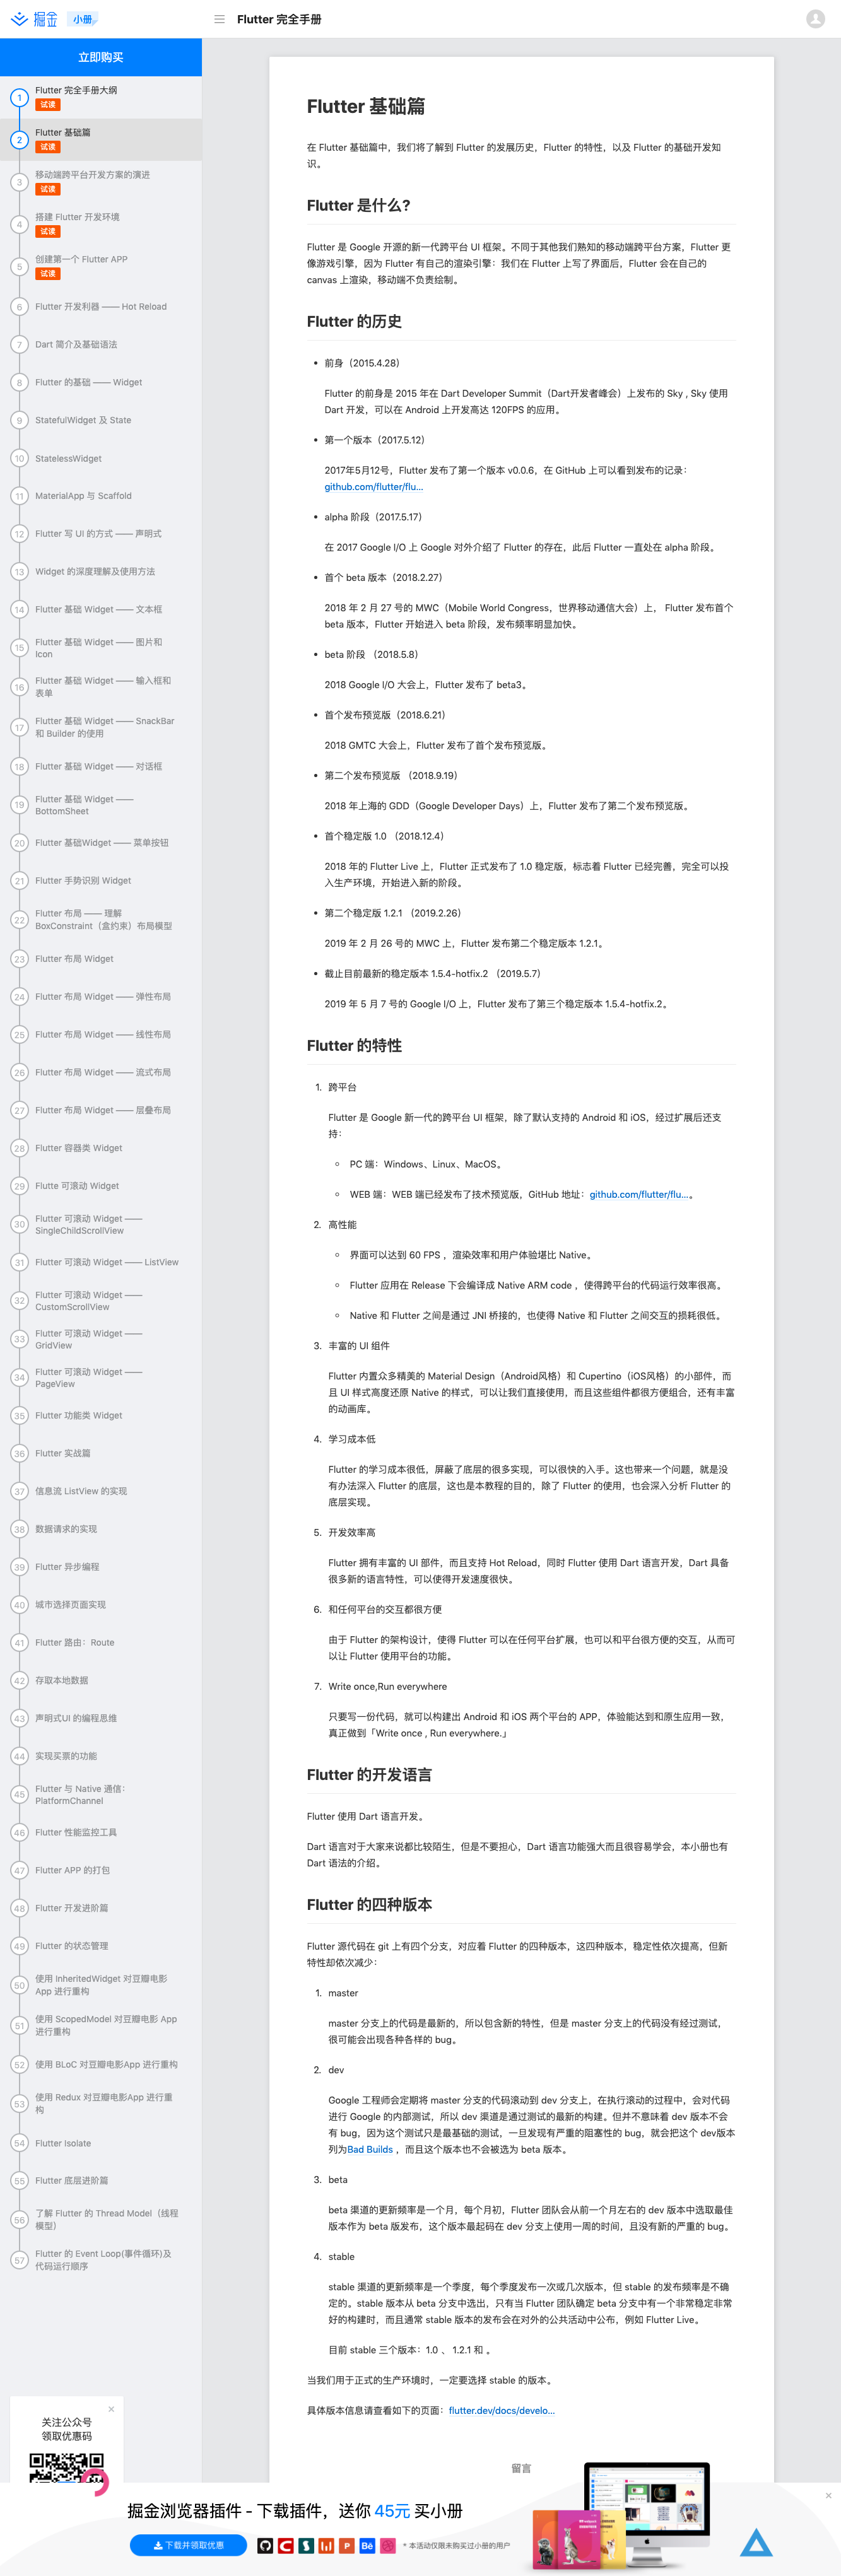 掘金 小册
Flutter 完全手册
立即购买
1
Flutter 完全手册大纲
试读
2
Flutter 基础篇
试读
3
移动端跨平台开发方案的演进
试读
4
搭建 Flutter 开发环境
试读
5
创建第一个 Flutter APP
试读
6
Flutter 开发利器 —— Hot Reload
7
Dart 简介及基础语法
8
Flutter 的基础 —— Widget
9
StatefulWidget 及 State
10
StatelessWidget
11
MaterialApp 与 Scaffold
12
Flutter 写 UI 的方式 —— 声明式
13
Widget 的深度理解及使用方法
14
Flutter 基础 Widget —— 文本框
15
Flutter 基础 Widget —— 图片和
Icon
16
Flutter 基础 Widget —— 输入框和
表单
17
Flutter 基础 Widget —— SnackBar
和 Builder 的使用
18
Flutter 基础 Widget —— 对话框
19
Flutter 基础 Widget ——
BottomSheet
20
Flutter 基础Widget —— 菜单按钮
21
Flutter 手势识别 Widget
22
Flutter 布局 —— 理解
BoxConstraint（盒约束）布局模型
23
Flutter 布局 Widget
24
Flutter 布局 Widget —— 弹性布局
25
Flutter 布局 Widget —— 线性布局
26
Flutter 布局 Widget —— 流式布局
27
Flutter 布局 Widget —— 层叠布局
28
Flutter 容器类 Widget
29
Flutte 可滚动 Widget
30
Flutter 可滚动 Widget ——
SingleChildScrollView
31
Flutter 可滚动 Widget —— ListView
32
Flutter 可滚动 Widget ——
CustomScrollView
33
Flutter 可滚动 Widget ——
GridView
34
Flutter 可滚动 Widget ——
PageView
35
Flutter 功能类 Widget
36
Flutter 实战篇
37
信息流 ListView 的实现
38
数据请求的实现
39
Flutter 异步编程
40
城市选择页面实现
41
Flutter 路由：Route
42
存取本地数据
43
声明式UI 的编程思维
44
实现买票的功能
45
Flutter 与 Native 通信：
PlatformChannel
46
Flutter 性能监控工具
47
Flutter APP 的打包
48
Flutter 开发进阶篇
49
Flutter 的状态管理
50
使用 InheritedWidget 对豆瓣电影
App 进行重构
51
使用 ScopedModel 对豆瓣电影 App
进行重构
52
使用 BLoC 对豆瓣电影App 进行重构
53
使用 Redux 对豆瓣电影App 进行重
构
54
Flutter Isolate
55
Flutter 底层进阶篇
56
了解 Flutter 的 Thread Model（线程
模型）
57
Flutter 的 Event Loop(事件循环)及
代码运行顺序
关注公众号
领取优惠码
Flutter 基础篇
在 Flutter 基础篇中，我们将了解到 Flutter 的发展历史，Flutter 的特性，以及 Flutter 的基础开发知
识。
Flutter 是什么？
Flutter 是 Google 开源的新一代跨平台 UI 框架。不同于其他我们熟知的移动端跨平台方案，Flutter 更
像游戏引擎，因为 Flutter 有自己的渲染引擎：我们在 Flutter 上写了界面后，Flutter 会在自己的
canvas 上渲染，移动端不负责绘制。
Flutter 的历史
• 前身（2015.4.28）
Flutter 的前身是 2015 年在 Dart Developer Summit（Dart开发者峰会）上发布的 Sky , Sky 使用
Dart 开发，可以在 Android 上开发高达 120FPS 的应用。
• 第一个版本（2017.5.12）
2017年5月12号，Flutter 发布了第一个版本 v0.0.6，在 GitHub 上可以看到发布的记录：
github.com/flutter/flu...
• alpha 阶段（2017.5.17）
在 2017 Google I/O 上 Google 对外介绍了 Flutter 的存在，此后 Flutter 一直处在 alpha 阶段。
• 首个 beta 版本（2018.2.27）
2018 年 2 月 27 号的 MWC（Mobile World Congress，世界移动通信大会）上， Flutter 发布首个
beta 版本，Flutter 开始进入 beta 阶段，发布频率明显加快。
• beta 阶段 （2018.5.8）
2018 Google I/O 大会上，Flutter 发布了 beta3。
• 首个发布预览版（2018.6.21）
2018 GMTC 大会上，Flutter 发布了首个发布预览版。
• 第二个发布预览版 （2018.9.19）
2018 年上海的 GDD（Google Developer Days）上，Flutter 发布了第二个发布预览版。
• 首个稳定版 1.0 （2018.12.4）
2018 年的 Flutter Live 上，Flutter 正式发布了 1.0 稳定版，标志着 Flutter 已经完善，完全可以投
入生产环境，开始进入新的阶段。
• 第二个稳定版 1.2.1 （2019.2.26）
2019 年 2 月 26 号的 MWC 上，Flutter 发布第二个稳定版本 1.2.1。
• 截止目前最新的稳定版本 1.5.4-hotfix.2 （2019.5.7）
2019 年 5 月 7 号的 Google I/O 上，Flutter 发布了第三个稳定版本 1.5.4-hotfix.2。
Flutter 的特性
1. 跨平台
Flutter 是 Google 新一代的跨平台 UI 框架，除了默认支持的 Android 和 iOS，经过扩展后还支
持：
◦ PC 端：Windows、Linux、MacOS。
◦ WEB 端：WEB 端已经发布了技术预览版，GitHub 地址：github.com/flutter/flu...。
2. 高性能
◦ 界面可以达到 60 FPS ，渲染效率和用户体验堪比 Native。
◦ Flutter 应用在 Release 下会编译成 Native ARM code ，使得跨平台的代码运行效率很高。
◦ Native 和 Flutter 之间是通过 JNI 桥接的，也使得 Native 和 Flutter 之间交互的损耗很低。
3. 丰富的 UI 组件
Flutter 内置众多精美的 Material Design（Android风格）和 Cupertino（iOS风格）的小部件，而
且 UI 样式高度还原 Native 的样式，可以让我们直接使用，而且这些组件都很方便组合，还有丰富
的动画库。
4. 学习成本低
Flutter 的学习成本很低，屏蔽了底层的很多实现，可以很快的入手。这也带来一个问题，就是没
有办法深入 Flutter 的底层，这也是本教程的目的，除了 Flutter 的使用，也会深入分析 Flutter 的
底层实现。
5. 开发效率高
Flutter 拥有丰富的 UI 部件，而且支持 Hot Reload，同时 Flutter 使用 Dart 语言开发，Dart 具备
很多新的语言特性，可以使得开发速度很快。
6. 和任何平台的交互都很方便
由于 Flutter 的架构设计，使得 Flutter 可以在任何平台扩展，也可以和平台很方便的交互，从而可
以让 Flutter 使用平台的功能。
7. Write once,Run everywhere
只要写一份代码，就可以构建出 Android 和 iOS 两个平台的 APP，体验能达到和原生应用一致，
真正做到「Write once , Run everywhere.」
Flutter 的开发语言
Flutter 使用 Dart 语言开发。
Dart 语言对于大家来说都比较陌生，但是不要担心，Dart 语言功能强大而且很容易学会，本小册也有
Dart 语法的介绍。
Flutter 的四种版本
Flutter 源代码在 git 上有四个分支，对应着 Flutter 的四种版本，这四种版本，稳定性依次提高，但新
特性却依次减少：
1. master
master 分支上的代码是最新的，所以包含新的特性，但是 master 分支上的代码没有经过测试，
很可能会出现各种各样的 bug。
2. dev
Google 工程师会定期将 master 分支的代码滚动到 dev 分支上，在执行滚动的过程中，会对代码
进行 Google 的内部测试，所以 dev 渠道是通过测试的最新的构建。但并不意味着 dev 版本不会
有 bug，因为这个测试只是最基础的测试，一旦发现有严重的阻塞性的 bug，就会把这个 dev版本
列为Bad Builds ，而且这个版本也不会被选为 beta 版本。
3. beta
beta 渠道的更新频率是一个月，每个月初，Flutter 团队会从前一个月左右的 dev 版本中选取最佳
版本作为 beta 版发布，这个版本最起码在 dev 分支上使用一周的时间，且没有新的严重的 bug。
4. stable
stable 渠道的更新频率是一个季度，每个季度发布一次或几次版本，但 stable 的发布频率是不确
定的。stable 版本从 beta 分支中选出，只有当 Flutter 团队确定 beta 分支中有一个非常稳定非常
好的构建时，而且通常 stable 版本的发布会在对外的公共活动中公布，例如 Flutter Live。
目前 stable 三个版本：1.0 、 1.2.1 和 。
当我们用于正式的生产环境时，一定要选择 stable 的版本。
具体版本信息请查看如下的页面：flutter.dev/docs/develo...
留言
掘金浏览器插件 - 下载插件，送你 45元 买小册
下载并领取优惠
* 本活动仅限未购买过小册的用户